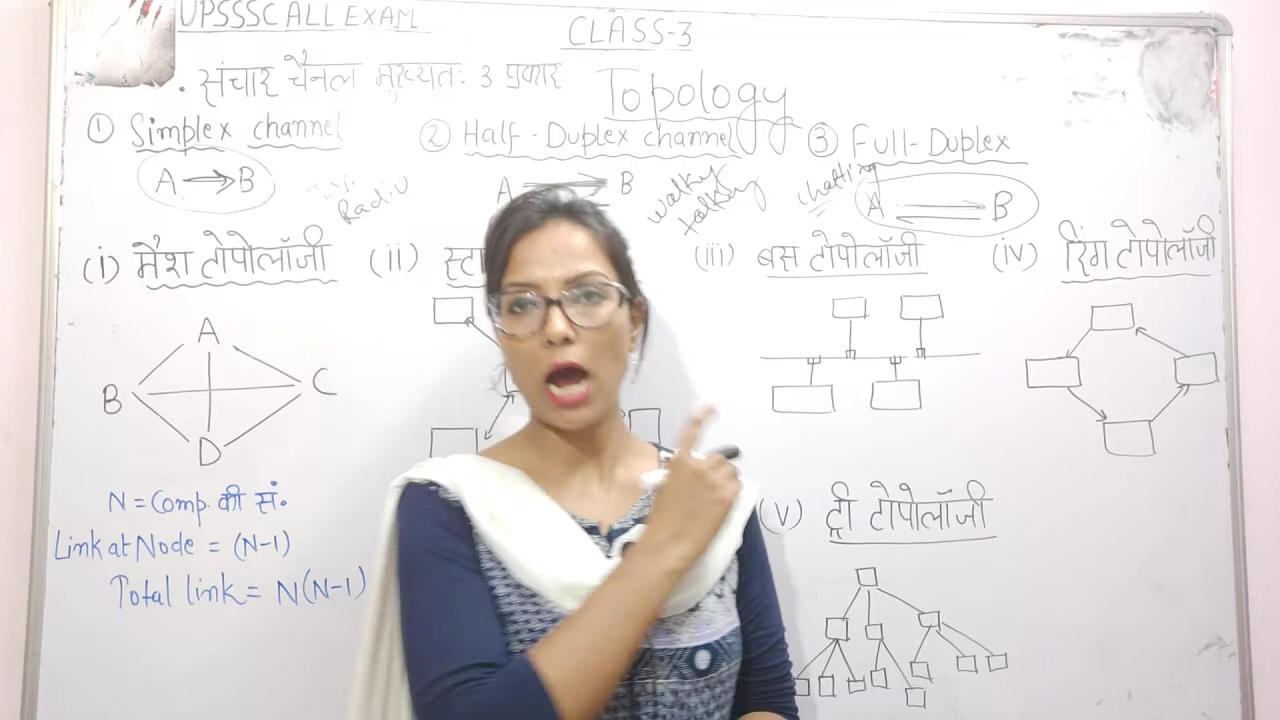 UPSSSC ALL EXAM
CLASS-3
. संचार चैनल मुख्यतः 3 प्रकार
Topology
① Simplex channel
② Half-Duplex channel
③ Full-Duplex
A → B
Radio
A B
walky
talky
chatting
A B
(i) मैश टोपोलॉजी
(ii) स्टा
(iii) बस टोपोलॉजी
(iv) रिंग टोपोलॉजी
A
B
C
D
N = Comp. की सं.
Link at Node = (N-1)
Total link = N(N-1)
(v) ट्री टोपोलॉजी